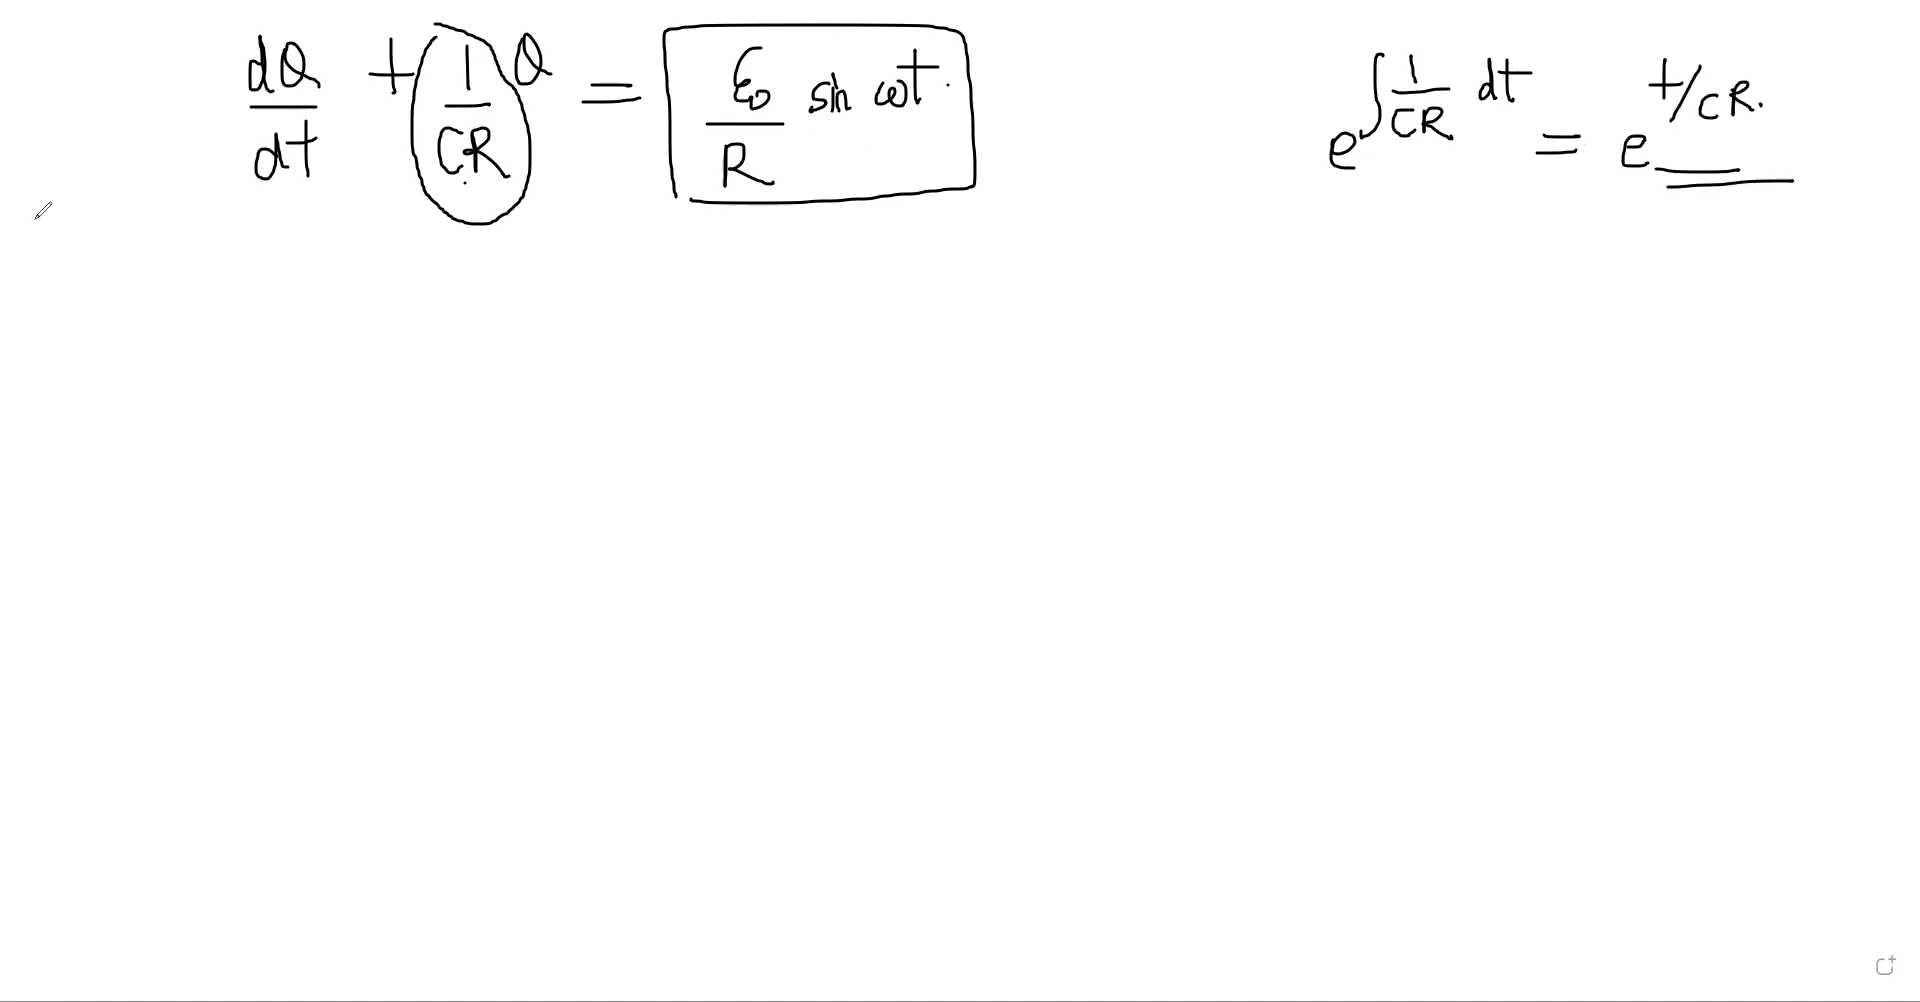 dQ/dt + 1/CR Q = ε₀/R sin ωt.
e^∫ 1/CR dt = e^t/CR.